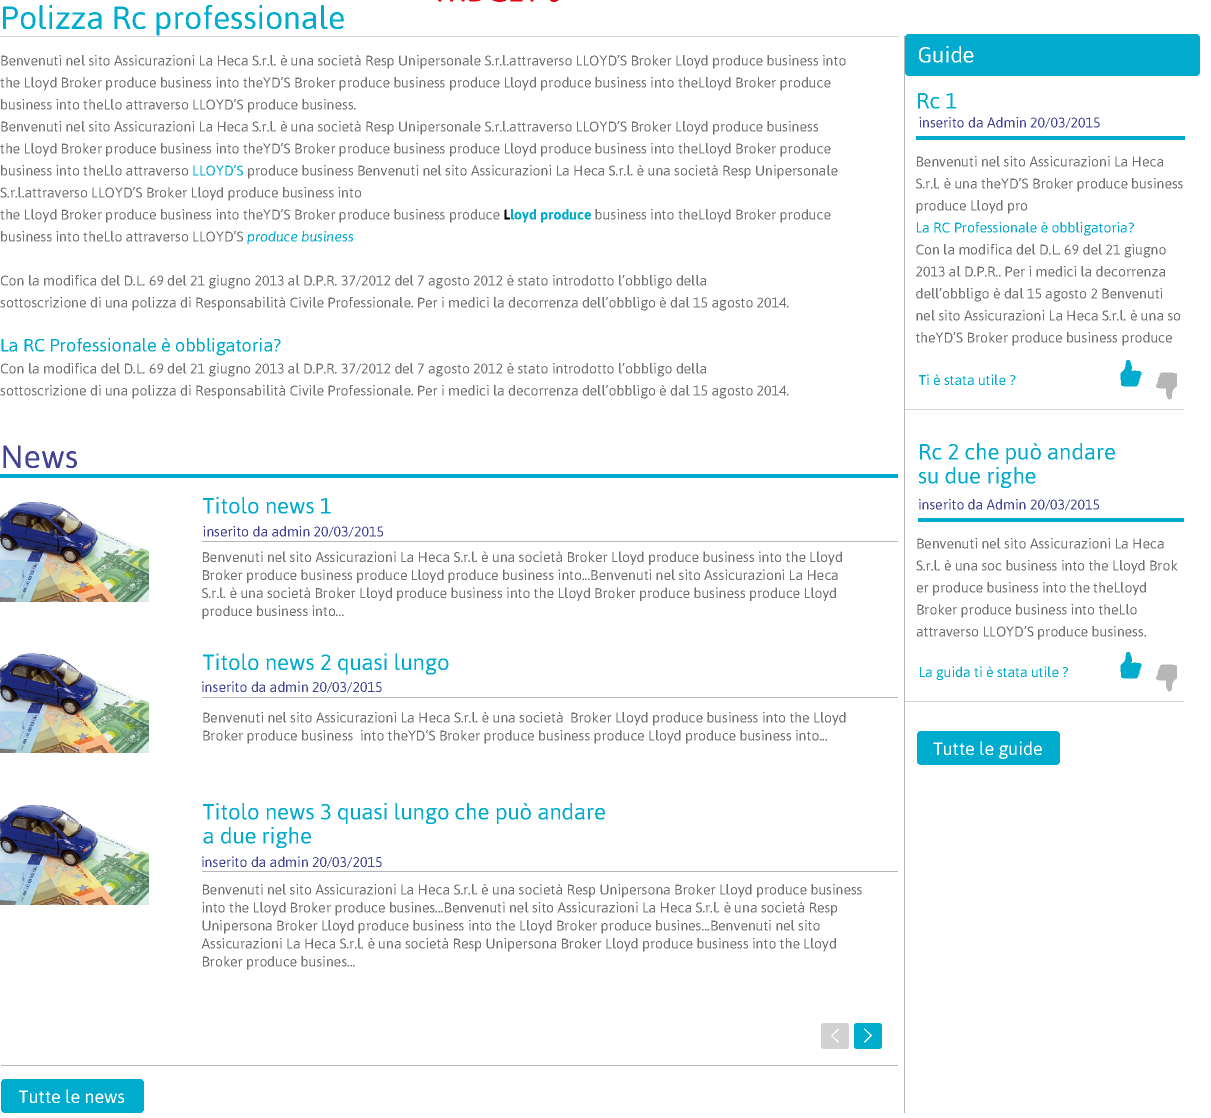 Polizza Rc professionale
Benvenuti nel sito Assicurazioni La Heca S.r.l. è una società Resp Unipersonale S.r.l.attraverso LLOYD'S Broker Lloyd produce business into
the Lloyd Broker produce business into theYD'S Broker produce business produce Lloyd produce business into theLloyd Broker produce
business into theLlo attraverso LLOYD'S produce business.
Benvenuti nel sito Assicurazioni La Heca S.r.l. è una società Resp Unipersonale S.r.l.attraverso LLOYD'S Broker Lloyd produce business
the Lloyd Broker produce business into theYD'S Broker produce business produce Lloyd produce business into theLloyd Broker produce
business into theLlo attraverso LLOYD'S produce business Benvenuti nel sito Assicurazioni La Heca S.r.l. è una società Resp Unipersonale
S.r.l.attraverso LLOYD'S Broker Lloyd produce business into
the Lloyd Broker produce business into theYD'S Broker produce business produce Lloyd produce business into theLloyd Broker produce
business into theLlo attraverso LLOYD'S produce business
Con la modifica del D.L. 69 del 21 giugno 2013 al D.P.R. 37/2012 del 7 agosto 2012 è stato introdotto l'obbligo della
sottoscrizione di una polizza di Responsabilità Civile Professionale. Per i medici la decorrenza dell'obbligo è dal 15 agosto 2014.
La RC Professionale è obbligatoria?
Con la modifica del D.L. 69 del 21 giugno 2013 al D.P.R. 37/2012 del 7 agosto 2012 è stato introdotto l'obbligo della
sottoscrizione di una polizza di Responsabilità Civile Professionale. Per i medici la decorrenza dell'obbligo è dal 15 agosto 2014.
News
Titolo news 1
inserito da admin 20/03/2015
Benvenuti nel sito Assicurazioni La Heca S.r.l. è una società Broker Lloyd produce business into the Lloyd
Broker produce business produce Lloyd produce business into...Benvenuti nel sito Assicurazioni La Heca
S.r.l. è una società Broker Lloyd produce business into the Lloyd Broker produce business produce Lloyd
produce business into...
Titolo news 2 quasi lungo
inserito da admin 20/03/2015
Benvenuti nel sito Assicurazioni La Heca S.r.l. è una società Broker Lloyd produce business into the Lloyd
Broker produce business into theYD'S Broker produce business produce Lloyd produce business into...
Titolo news 3 quasi lungo che può andare
a due righe
inserito da admin 20/03/2015
Benvenuti nel sito Assicurazioni La Heca S.r.l. è una società Resp Unipersona Broker Lloyd produce business
into the Lloyd Broker produce busines...Benvenuti nel sito Assicurazioni La Heca S.r.l. è una società Resp
Unipersona Broker Lloyd produce business into the Lloyd Broker produce busines...Benvenuti nel sito
Assicurazioni La Heca S.r.l. è una società Resp Unipersona Broker Lloyd produce business into the Lloyd
Broker produce busines...
Tutte le news
Guide
Rc 1
inserito da Admin 20/03/2015
Benvenuti nel sito Assicurazioni La Heca
S.r.l. è una theYD'S Broker produce business
produce Lloyd pro
La RC Professionale è obbligatoria?
Con la modifica del D.L. 69 del 21 giugno
2013 al D.P.R.. Per i medici la decorrenza
dell'obbligo è dal 15 agosto 2 Benvenuti
nel sito Assicurazioni La Heca S.r.l. è una so
theYD'S Broker produce business produce
Ti è stata utile ?
Rc 2 che può andare
su due righe
inserito da Admin 20/03/2015
Benvenuti nel sito Assicurazioni La Heca
S.r.l. è una soc business into the Lloyd Brok
er produce business into the theLloyd
Broker produce business into theLlo
attraverso LLOYD'S produce business.
La guida ti è stata utile ?
Tutte le guide